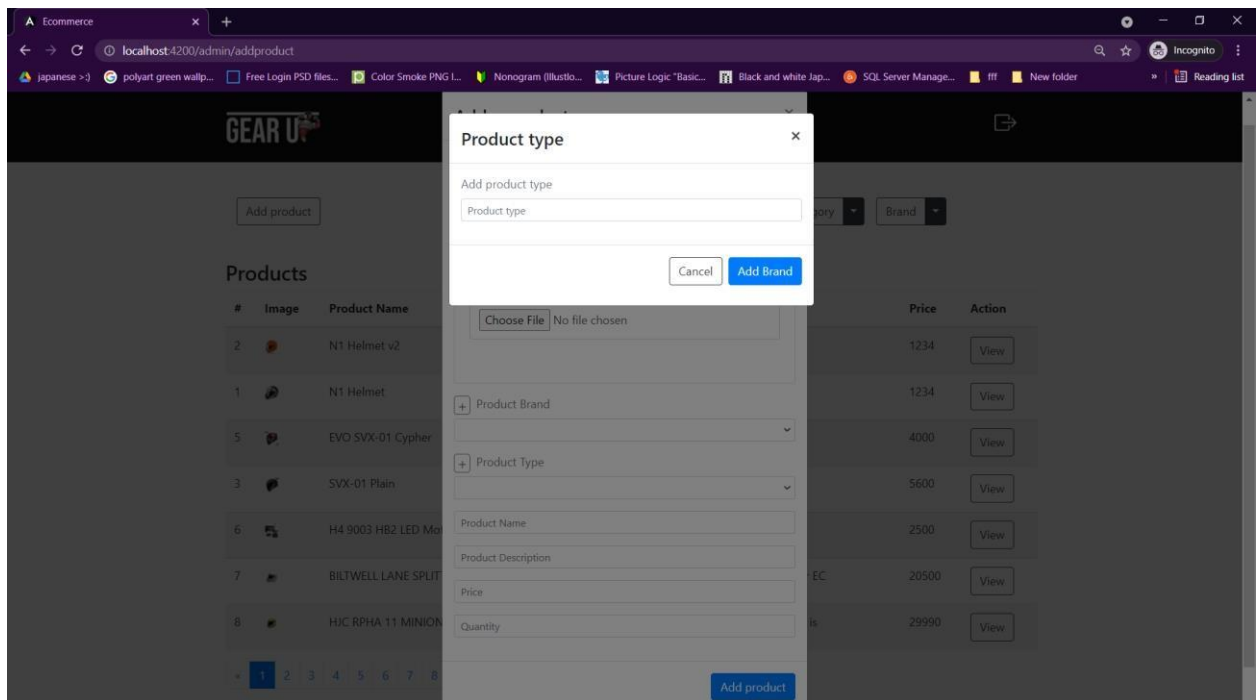 Ecommerce
localhost:4200/admin/addproduct
Incognito
japanese >:)
polyart green wallp...
Free Login PSD files...
Color Smoke PNG I...
Nonogram (Illustlo...
Picture Logic "Basic...
Black and white Jap...
SQL Server Manage...
fff
New folder
»
Reading list
GEAR UP
Product type
×
Add product type
Product type
Cancel
Add Brand
Add product
gory
Brand
Products
# Image Product Name Price Action
Choose File No file chosen
2 N1 Helmet v2 1234 View
1 N1 Helmet 1234 View
+ Product Brand
5 EVO SVX-01 Cypher 4000 View
+ Product Type
3 SVX-01 Plain 5600 View
Product Name
6 H4 9003 HB2 LED Mot 2500 View
Product Description
7 BILTWELL LANE SPLIT EC 20500 View
Price
8 HJC RPHA 11 MINION is 29990 View
Quantity
« 1 2 3 4 5 6 7 8
Add product